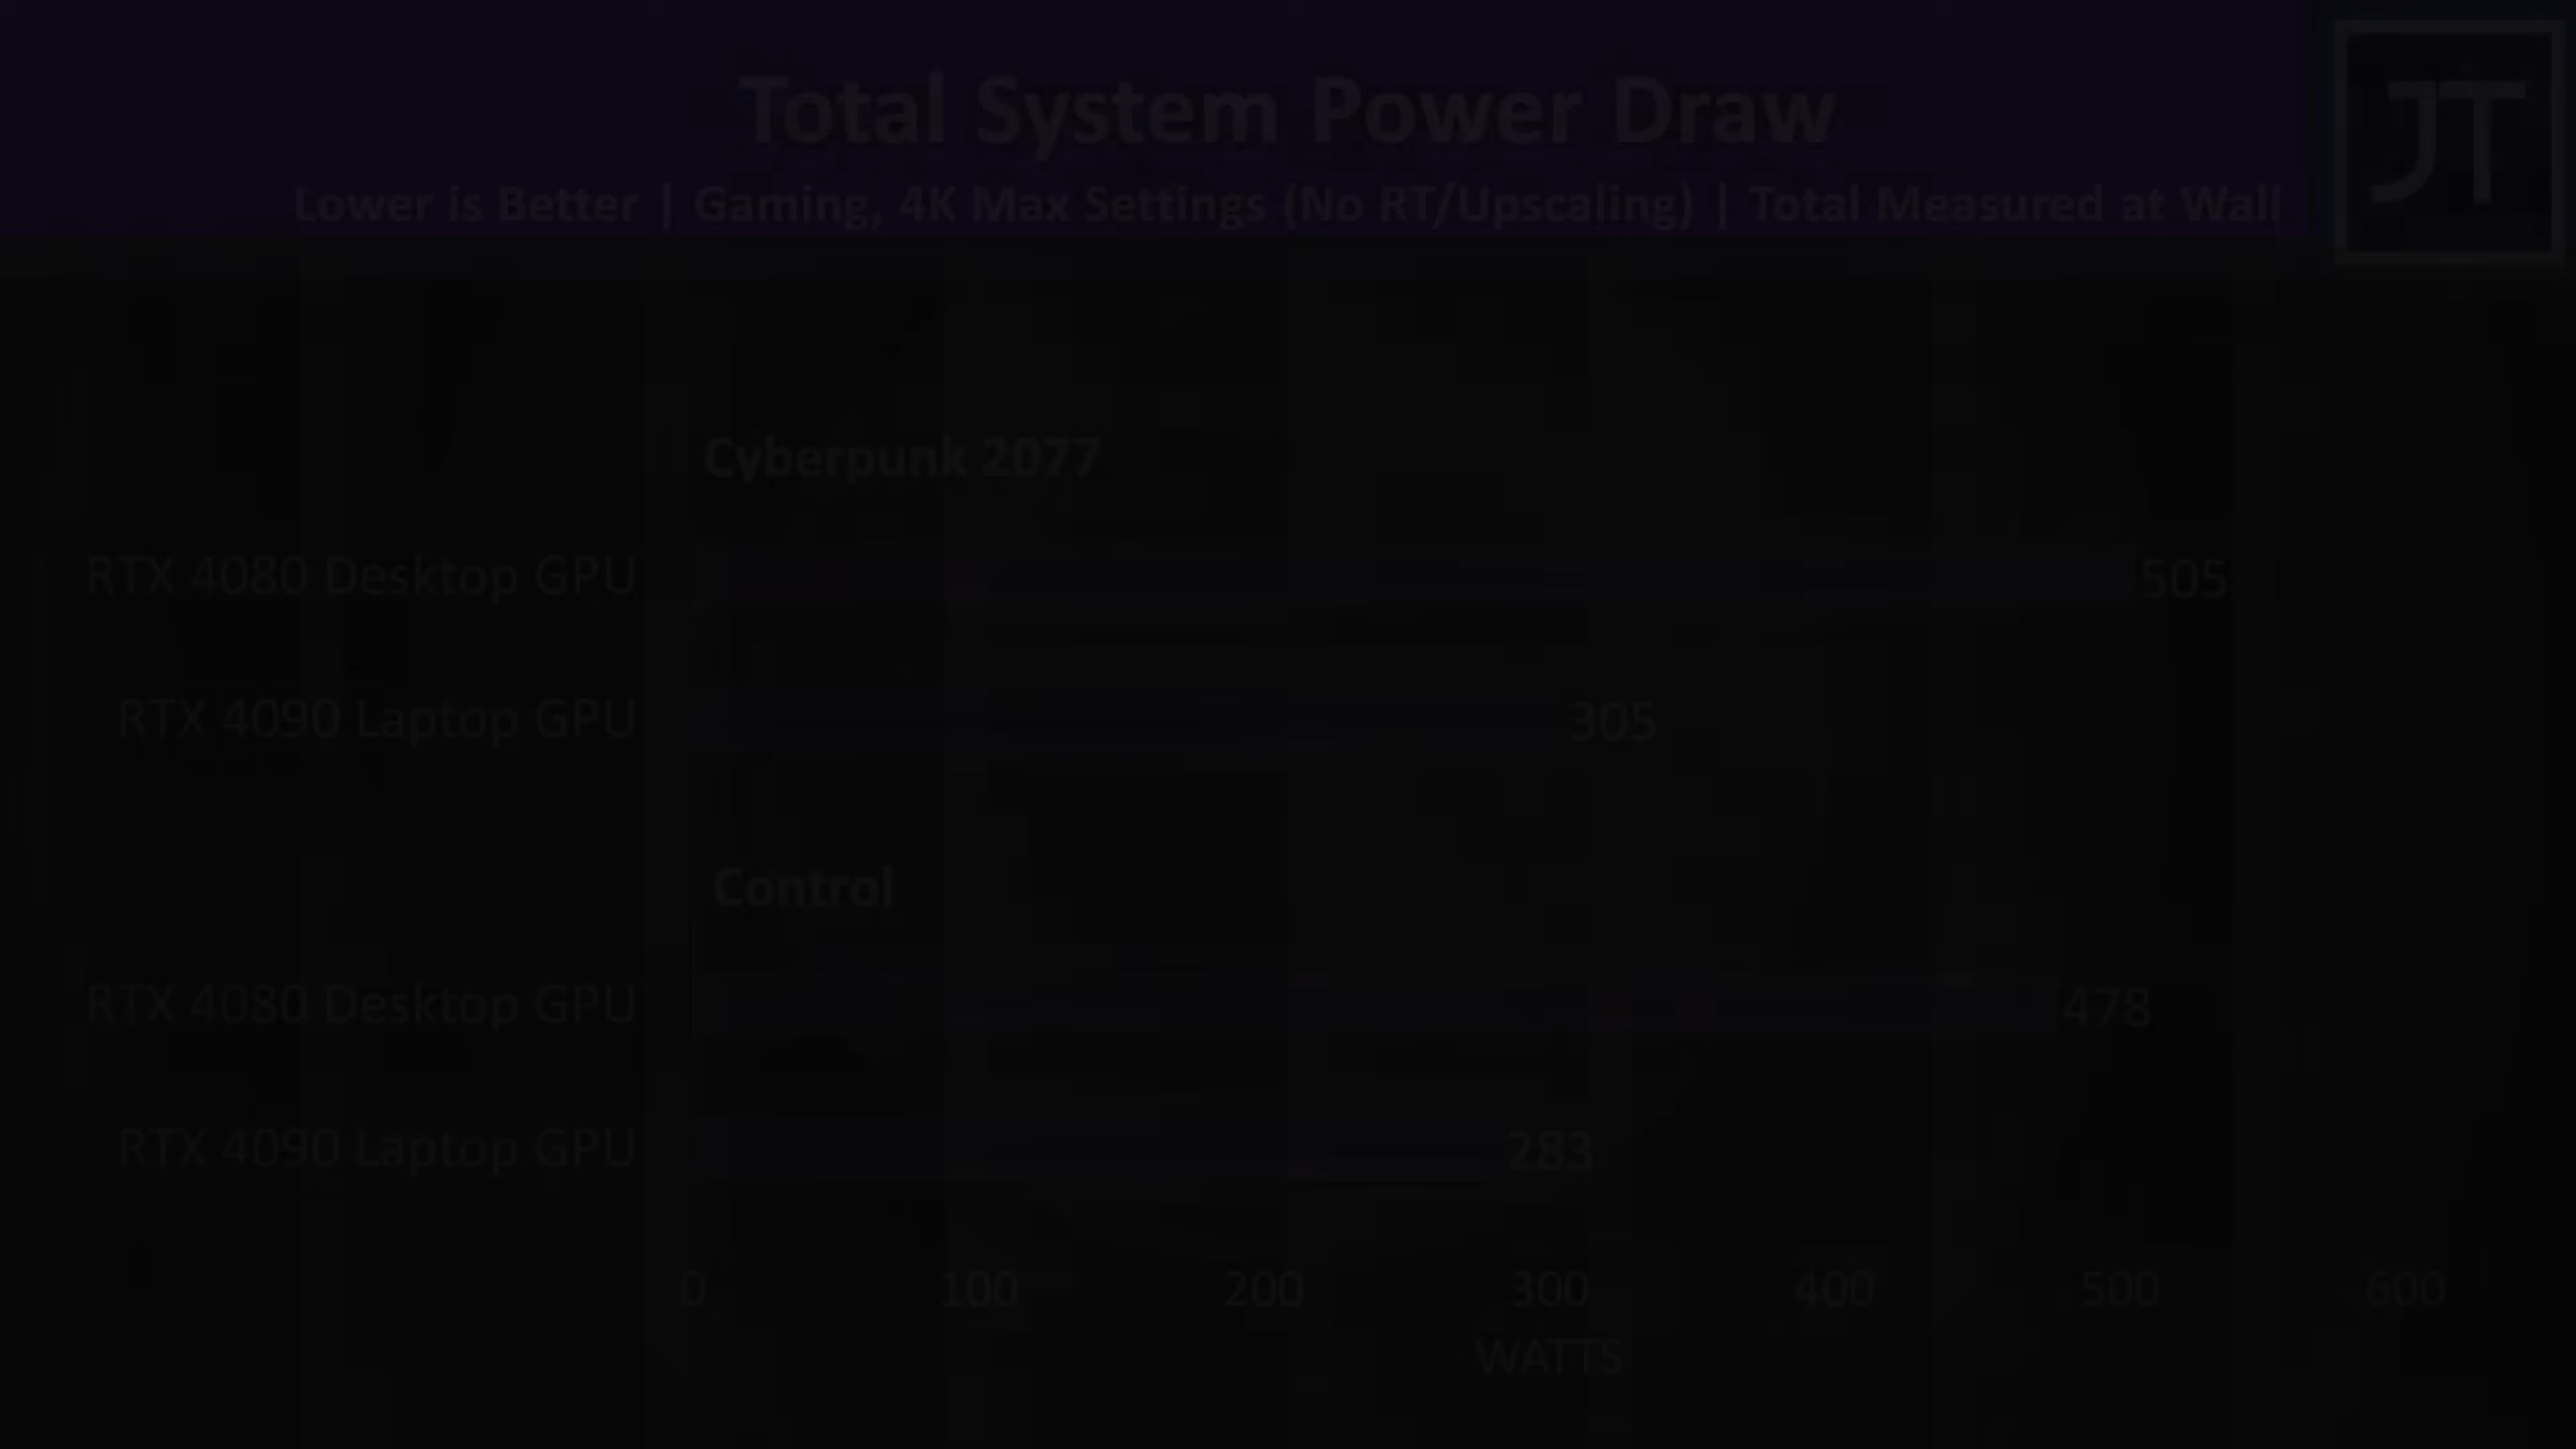 Total System Power Draw
JT
Lower is Better | Gaming, 4K Max Settings (No RT/Upscaling) | Total Measured at Wall
Cyberpunk 2077
RTX 4080 Desktop GPU 505
RTX 4090 Laptop GPU 305
Control
RTX 4080 Desktop GPU 478
RTX 4090 Laptop GPU 283
0 100 200 300 400 500 600
WATTS